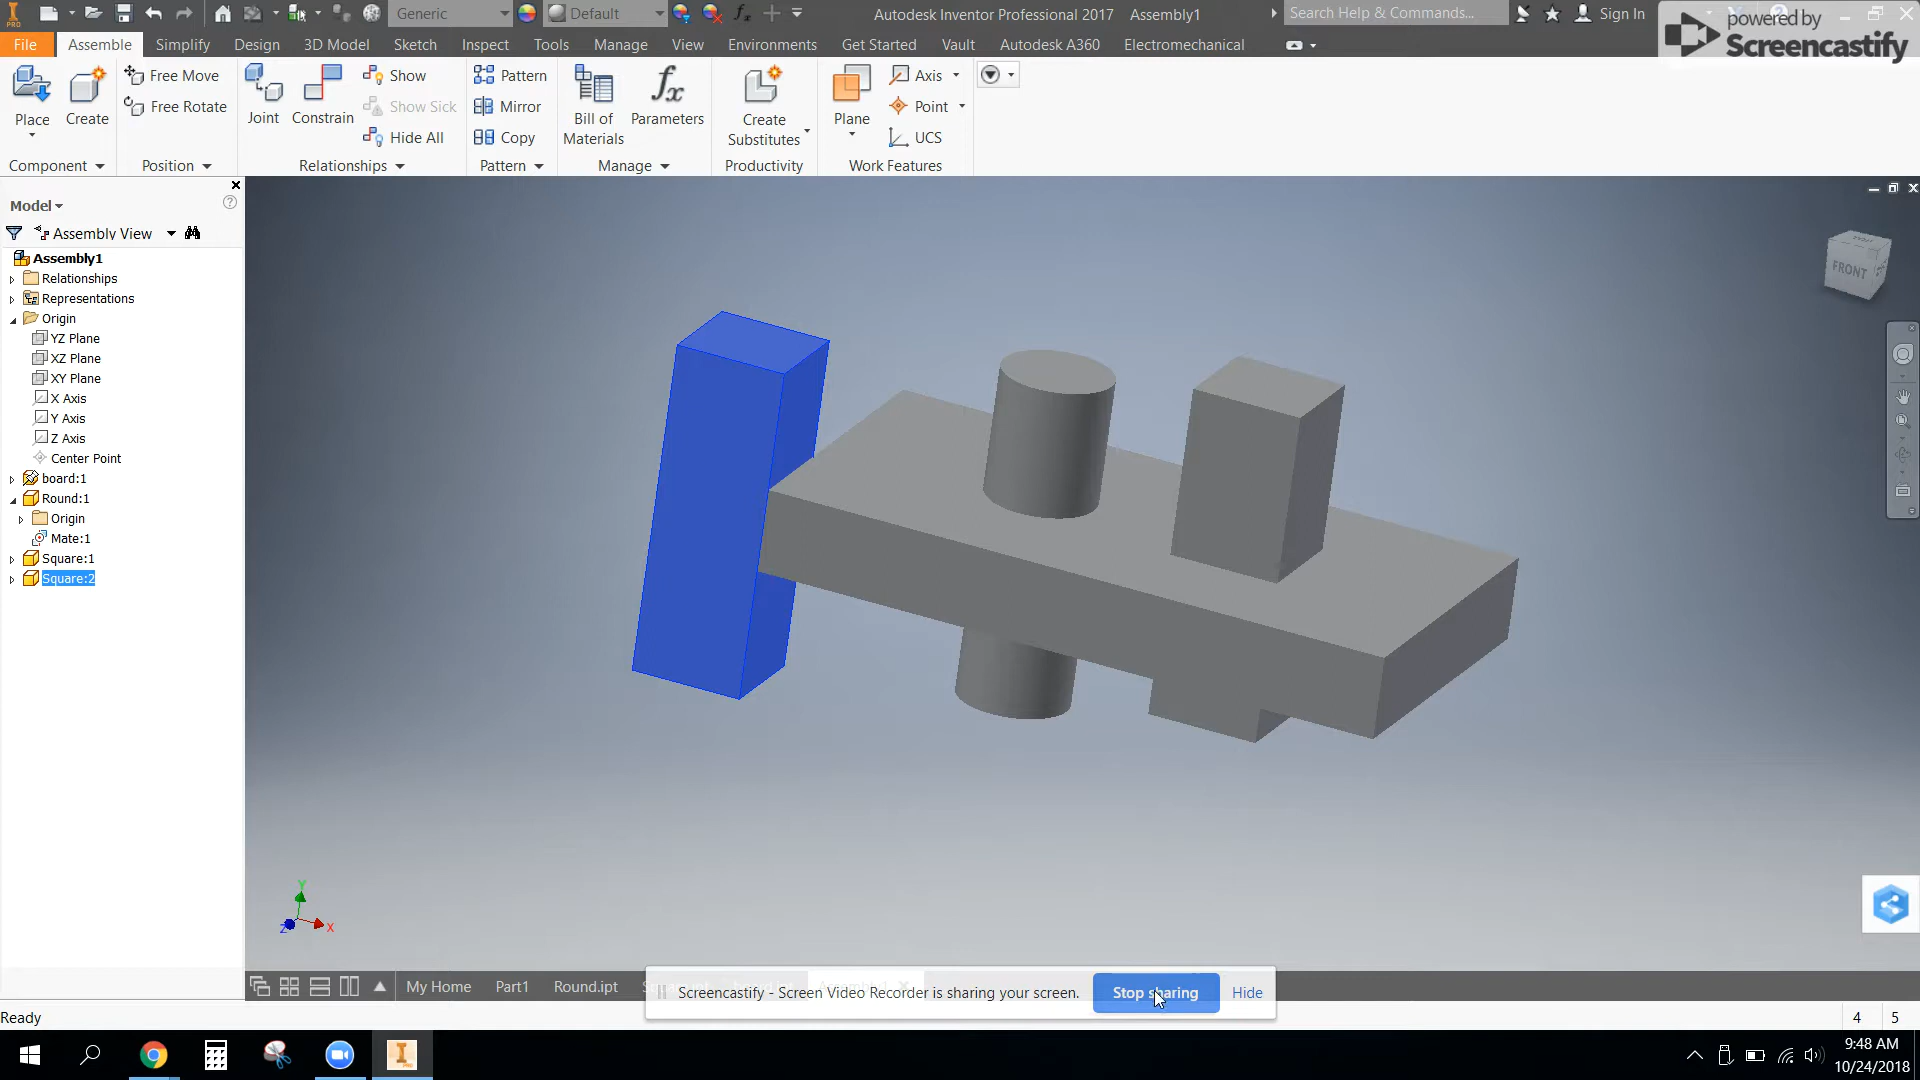 Generic
Default
Autodesk Inventor Professional 2017 Assembly1
Search Help & Commands...
Sign In
powered by
Screencastify
PRO
File Assemble Simplify Design 3D Model Sketch Inspect Tools Manage View Environments Get Started Vault Autodesk A360 Electromechanical
Place
Create
Component
Free Move
Free Rotate
Position
Joint
Constrain
Show
Show Sick
Hide All
Relationships
Pattern
Mirror
Copy
Pattern
Bill of
Materials
fx
Parameters
Manage
Create
Substitutes
Productivity
Plane
Axis
Point
UCS
Work Features
Model
Assembly View
Assembly1
Relationships
Representations
Origin
YZ Plane
XZ Plane
XY Plane
X Axis
Y Axis
Z Axis
Center Point
board:1
Round:1
Origin
Mate:1
Square:1
Square:2
TOP
FRONT
Y
Z
X
My Home Part1 Round.ipt
Screencastify - Screen Video Recorder is sharing your screen. Stop sharing Hide
Ready
4 5
9:48 AM
10/24/2018